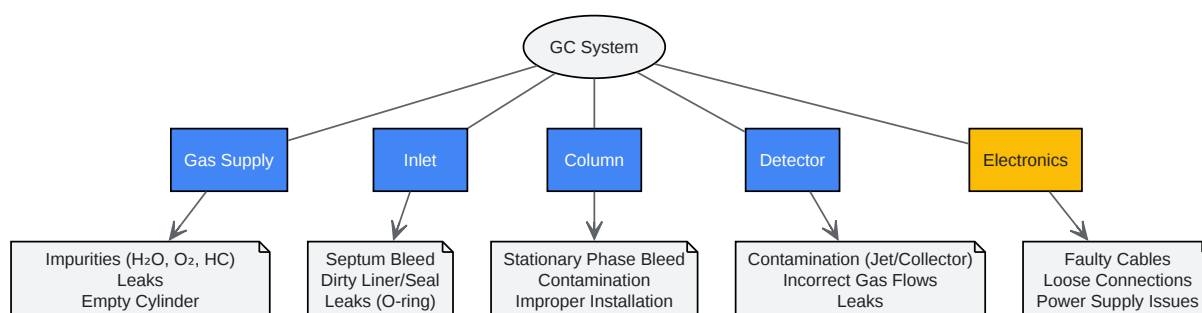 GC System
Gas Supply
Inlet
Column
Detector
Electronics
Impurities (H₂O, O₂, HC)
Leaks
Empty Cylinder
Septum Bleed
Dirty Liner/Seal
Leaks (O-ring)
Stationary Phase Bleed
Contamination
Improper Installation
Contamination (Jet/Collector)
Incorrect Gas Flows
Leaks
Faulty Cables
Loose Connections
Power Supply Issues